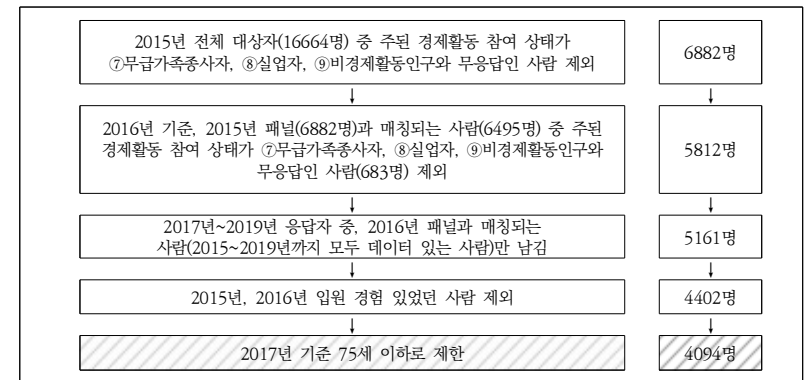 2015년 전체 대상자(16664명) 중 주된 경제활동 참여 상태가
⑦무급가족종사자, ⑧실업자, ⑨비경제활동인구와 무응답인 사람 제외
6882명
2016년 기준, 2015년 패널(6882명)과 매칭되는 사람(6495명) 중 주된
경제활동 참여 상태가 ⑦무급가족종사자, ⑧실업자, ⑨비경제활동인구와
무응답인 사람(683명) 제외
5812명
2017년~2019년 응답자 중, 2016년 패널과 매칭되는
사람(2015~2019년까지 모두 데이터 있는 사람)만 남김
5161명
2015년, 2016년 입원 경험 있었던 사람 제외
4402명
2017년 기준 75세 이하로 제한
4094명